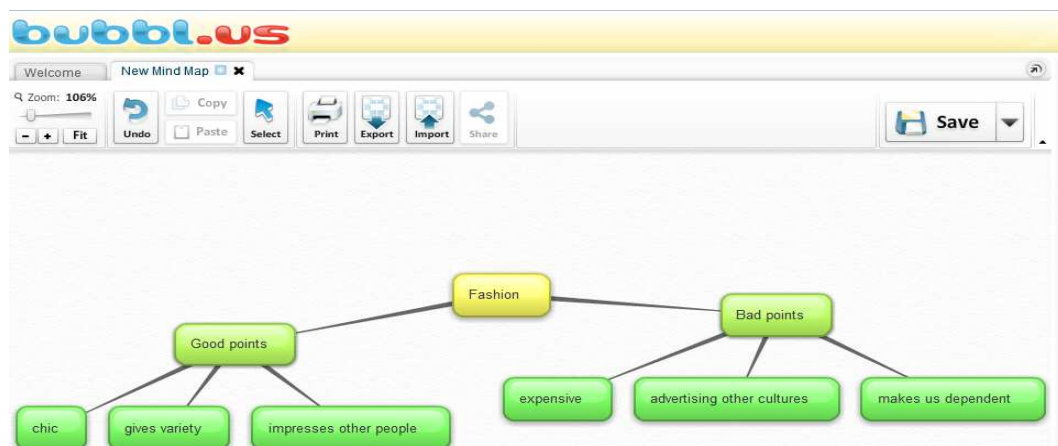 bubbl.us
Welcome
New Mind Map
Zoom: 106%
- + Fit
Undo
Copy
Paste
Select
Print
Export
Import
Share
Save
Fashion
Good points
Bad points
chic
gives variety
impresses other people
expensive
advertising other cultures
makes us dependent